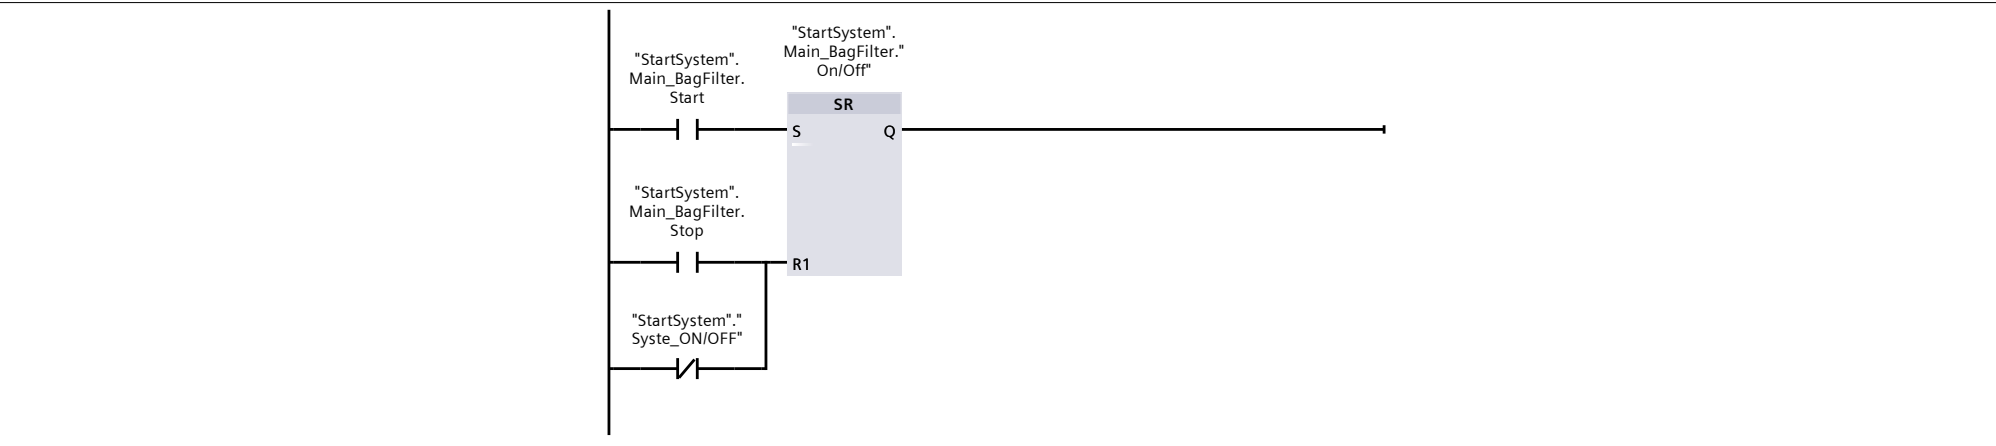 "StartSystem".
Main_BagFilter."
On/Off"
"StartSystem".
Main_BagFilter.
Start
SR
S
Q
"StartSystem".
Main_BagFilter.
Stop
R1
"StartSystem"."
Syste_ON/OFF"